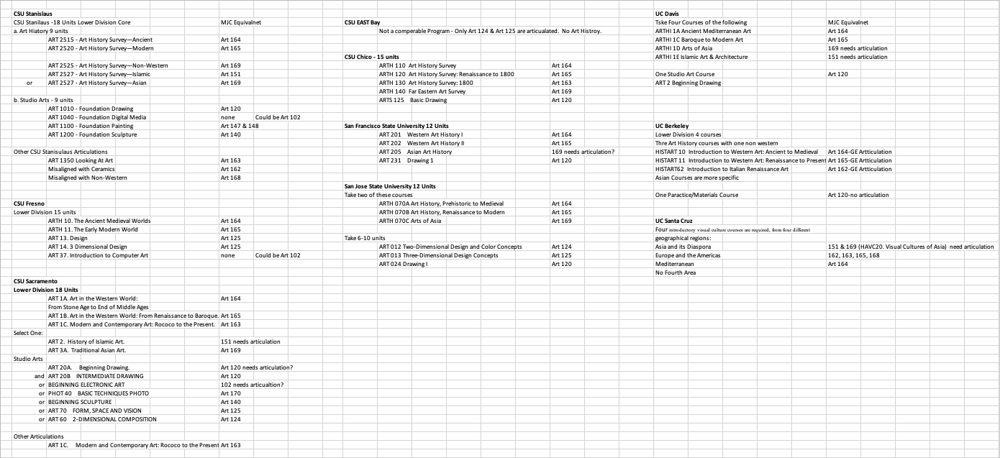 CSU Stanislaus
CSU Stanilaus -18 Units Lower Division Core MJC Equivalnet
a. Art Hiatory 9 units
ART 2515 - Art History Survey—Ancient Art 164
ART 2520 - Art History Survey—Modern Art 165
ART 2525 - Art History Survey—Non-Western Art 169
ART 2527 - Art History Survey—Islamic Art 151
or ART 2527 - Art History Survey—Asian Art 169
b. Studio Arts - 9 units
ART 1010 - Foundation Drawing Art 120
ART 1040 - Foundation Digital Media none Could be Art 102
ART 1100 - Foundation Painting Art 147 & 148
ART 1200 - Foundation Sculpture Art 140
Other CSU Stanisulaus Articulations
ART 1350 Looking At Art Art 163
Misaligned with Ceramics Art 162
Misaligned with Non-Western Art 168
CSU Fresno
Lower Division 15 units
ARTH 10. The Ancient Medieval Worlds Art 164
ARTH 11. The Early Modern World Art 165
ART 13. Design Art 125
ART 14. 3 Dimensional Design Art 125
ART 37. Introduction to Computer Art none Could be Art 102
CSU Sacramento
Lower Division 18 Units
ART 1A. Art in the Western World: Art 164
From Stone Age to End of Middle Ages
ART 1B. Art in the Western World: From Renaissance to Baroque. Art 165
ART 1C. Modern and Contemporary Art: Rococo to the Present. Art 163
Select One:
ART 2. History of Islamic Art. 151 needs articulation
ART 3A. Traditional Asian Art. Art 169
Studio Arts
ART 20A. Beginning Drawing. Art 120 needs articulation?
and ART 20B INTERMEDIATE DRAWING Art 120
or BEGINNING ELECTRONIC ART 102 needs articualtion?
or PHOT 40 BASIC TECHNIQUES PHOTO Art 170
or BEGINNING SCULPTURE Art 140
or ART 70 FORM, SPACE AND VISION Art 125
or ART 60 2-DIMENSIONAL COMPOSITION Art 124
Other Articulations
ART 1C. Modern and Contemporary Art: Rococo to the Present Art 163
CSU EAST Bay
Not a comperable Program - Only Art 124 & Art 125 are articualated. No Art Histroy.
CSU Chico - 15 units
ARTH 110 Art History Survey Art 164
ARTH 120 Art History Survey: Renaissance to 1800 Art 165
ARTH 130 Art History Survey: 1800 Art 163
ARTH 140 Far Eastern Art Survey Art 169
ARTS 125 Basic Drawing Art 120
San Francisco State University 12 Units
ART 201 Western Art History I Art 164
ART 202 Western Art History II Art 165
ART 205 Asian Art History 169 needs articulation?
ART 231 Drawing 1 Art 120
San Jose State University 12 Units
Take two of these courses
ARTH 070A Art History, Prehistoric to Medieval Art 164
ARTH 070B Art History, Renaissance to Modern Art 165
ARTH 070C Arts of Asia Art 169
Take 6-10 units
ART 012 Two-Dimensional Design and Color Concepts Art 124
ART 013 Three-Dimensional Design Concepts Art 125
ART 024 Drawing I Art 120
UC Davis
Tske Four Courses of the following MJC Equivalent
ARTHI 1A Ancient Mediterranean Art Art 164
ARTHI 1C Baroque to Modern Art Art 165
ARTHI 1D Arts of Asia 169 needs articulation
ARTHI 1E Islamic Art & Architecture 151 needs articulation
One Studio Art Course Art 120
ART 2 Beginning Drawing
UC Berkeley
Lower Division 4 courses
Thre Art History courses with one non western
HISTART 10 Introduction to Western Art: Ancient to Medieval Art 164-GE Artticulation
HISTART 11 Introduction to Western Art: Renaissance to Present Art 165-GE Artticulation
HISTART62 Introduction to Italian Renaissance Art Art 162-GE Artticulation
Asian Courses are more specific
One Paractice/Materials Course Art 120-no articulation
UC Santa Cruz
Four introductory visual culture courses are required, from four different
geographical regions:
Asia and its Diaspora 151 & 169 (HAVC20. Visual Cultures of Asia) need articulation
Europe and the Americas 162, 163, 165, 168
Mediterranean Art 164
No Fourth Area